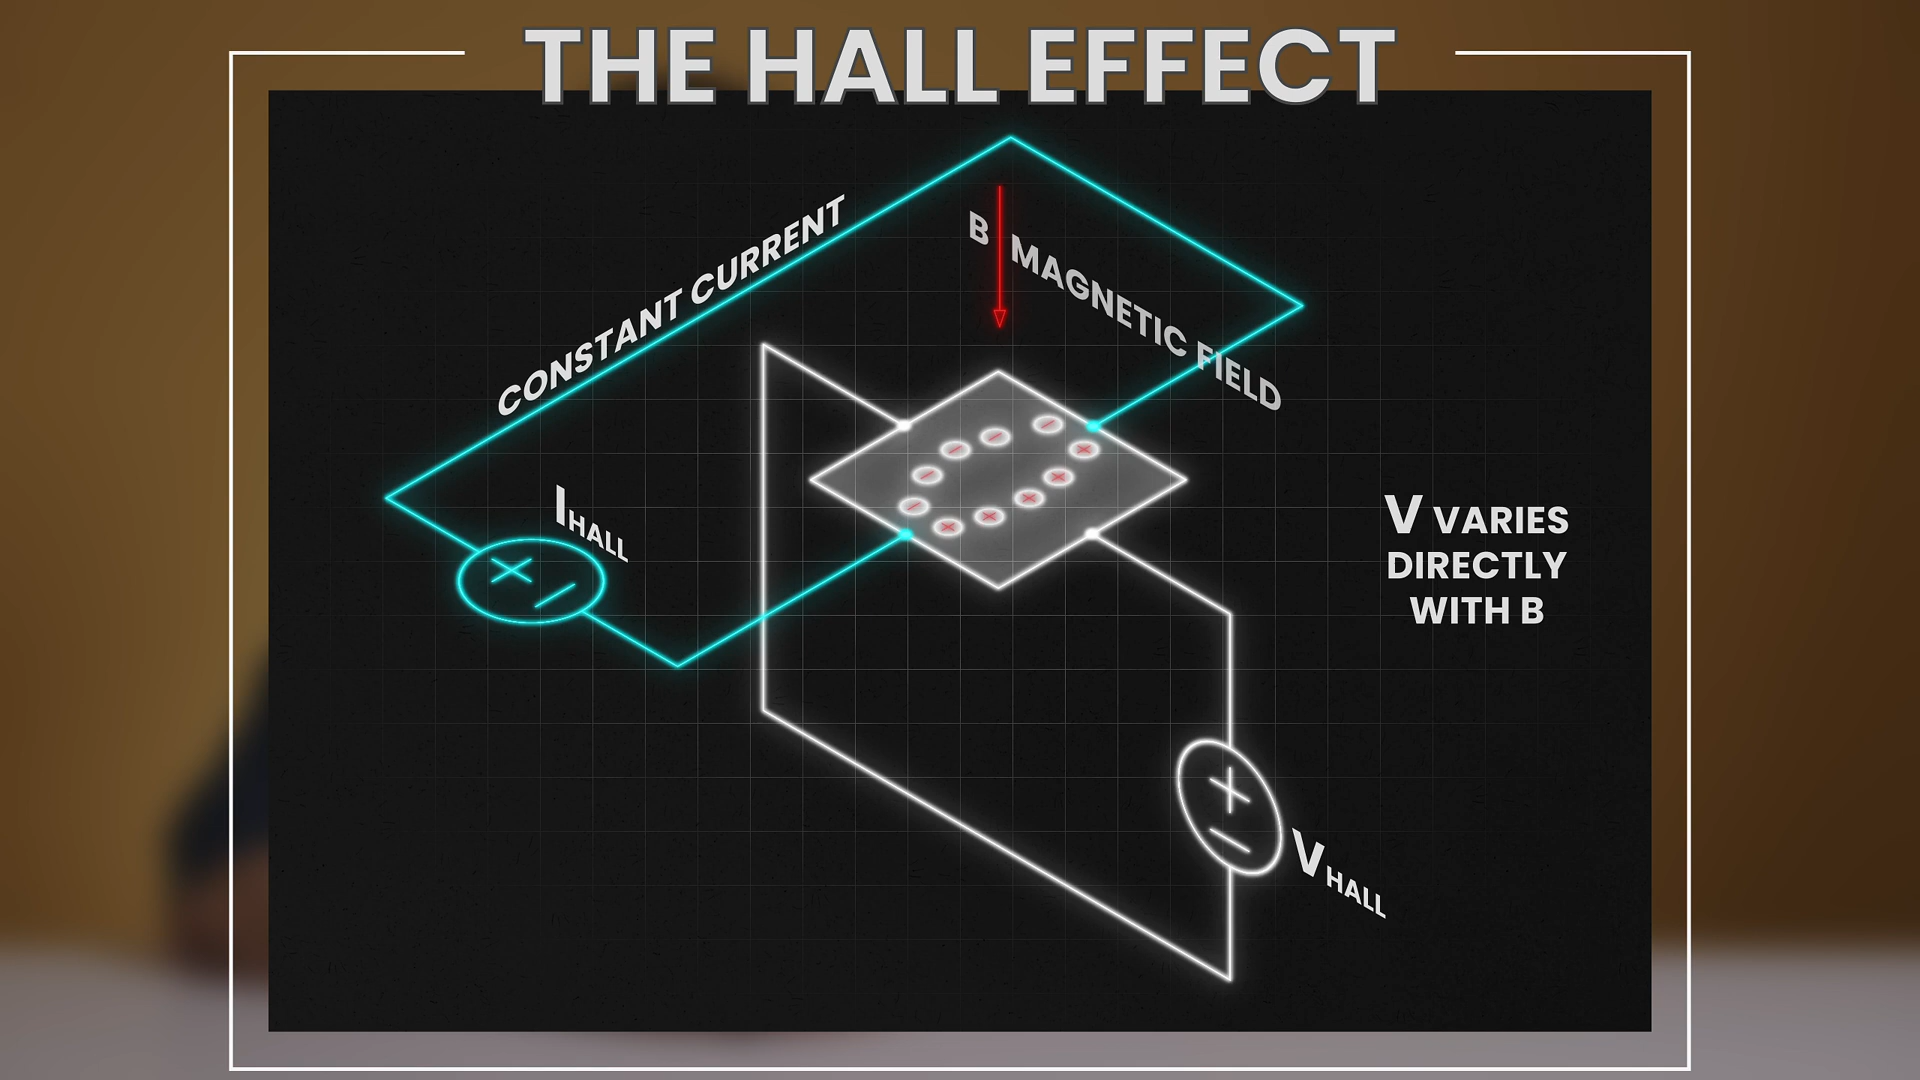 THE HALL EFFECT
CONSTANT CURRENT
B MAGNETIC FIELD
IHALL
V VARIES
DIRECTLY
WITH B
VHALL